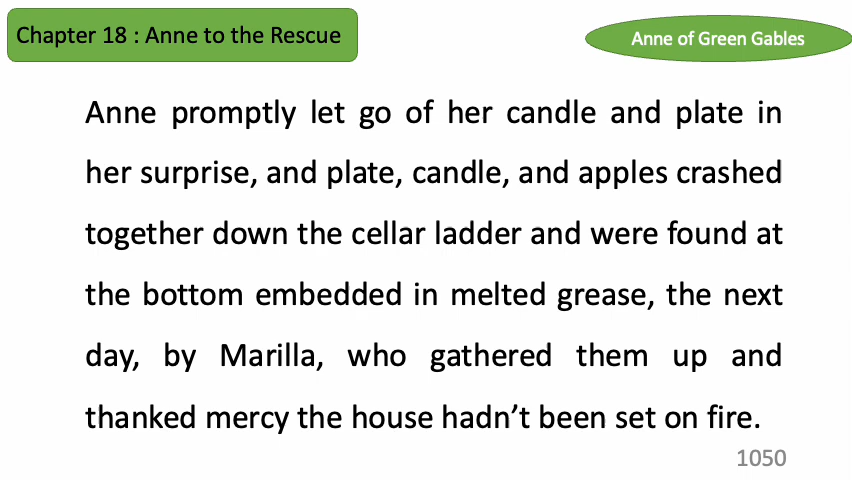 Chapter 18 : Anne to the Rescue
Anne of Green Gables
Anne promptly let go of her candle and plate in
her surprise, and plate, candle, and apples crashed
together down the cellar ladder and were found at
the bottom embedded in melted grease, the next
day, by Marilla, who gathered them up and
thanked mercy the house hadn’t been set on fire.
1050